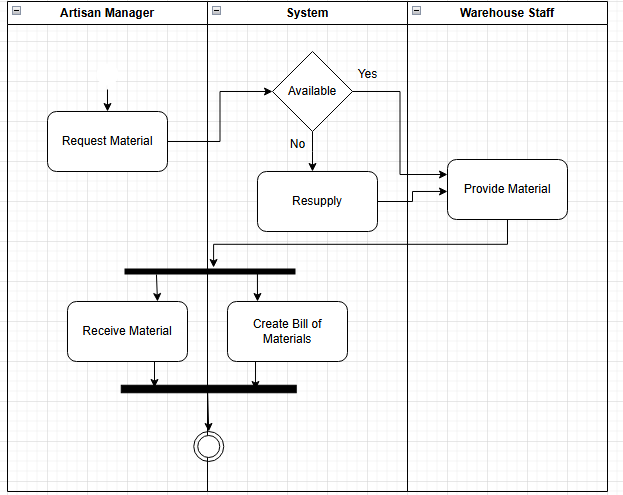 Artisan Manager
System
Warehouse Staff
Yes
Available
Request Material
No
Provide Material
Resupply
Receive Material
Create Bill of
Materials